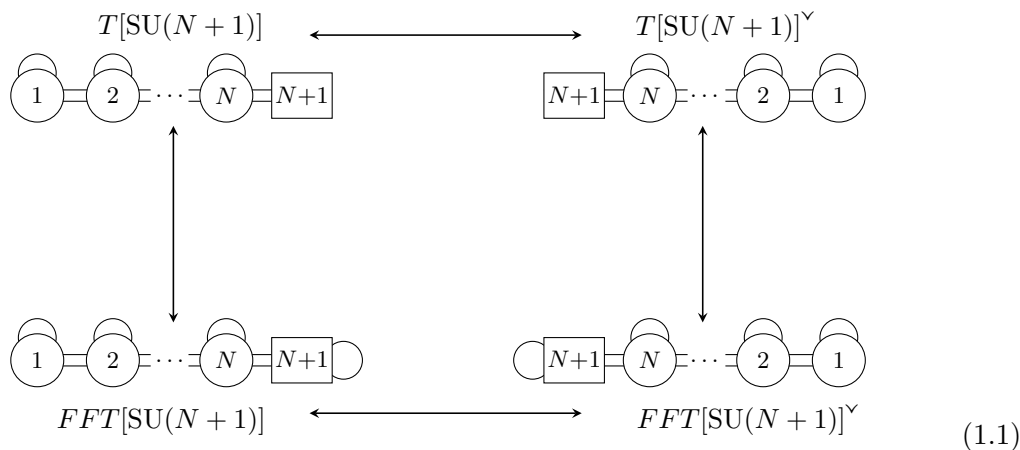 T[SU(N + 1)] T[SU(N + 1)]^∨
1 2 ··· N N+1 N+1 N ··· 2 1
1 2 ··· N N+1 N+1 N ··· 2 1
FFT[SU(N + 1)] FFT[SU(N + 1)]^∨
(1.1)